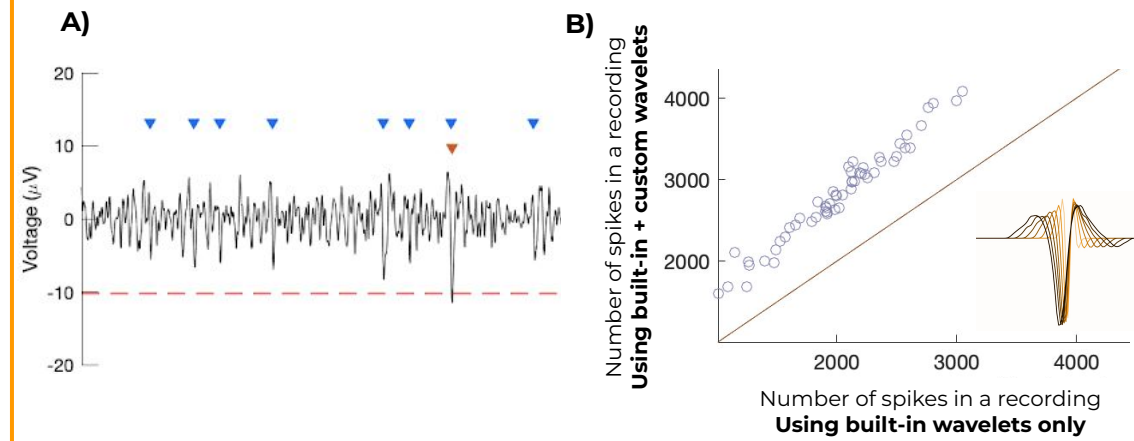 A)
Voltage (μV)
20
10
0
-10
-20
B)
Number of spikes in a recording
Using built-in + custom wavelets
4000
3000
2000
2000 3000 4000
Number of spikes in a recording
Using built-in wavelets only